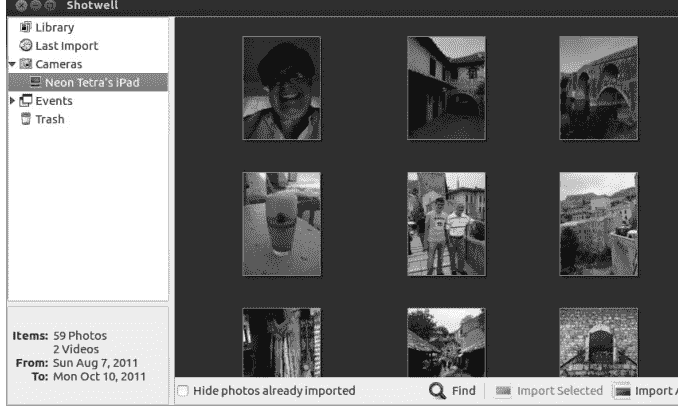 Shotwell
Library
Last Import
Cameras
Neon Tetra's iPad
Events
Trash
Items: 59 Photos
2 Videos
From: Sun Aug 7, 2011
To: Mon Oct 10, 2011
Hide photos already imported
Find
Import Selected
Import